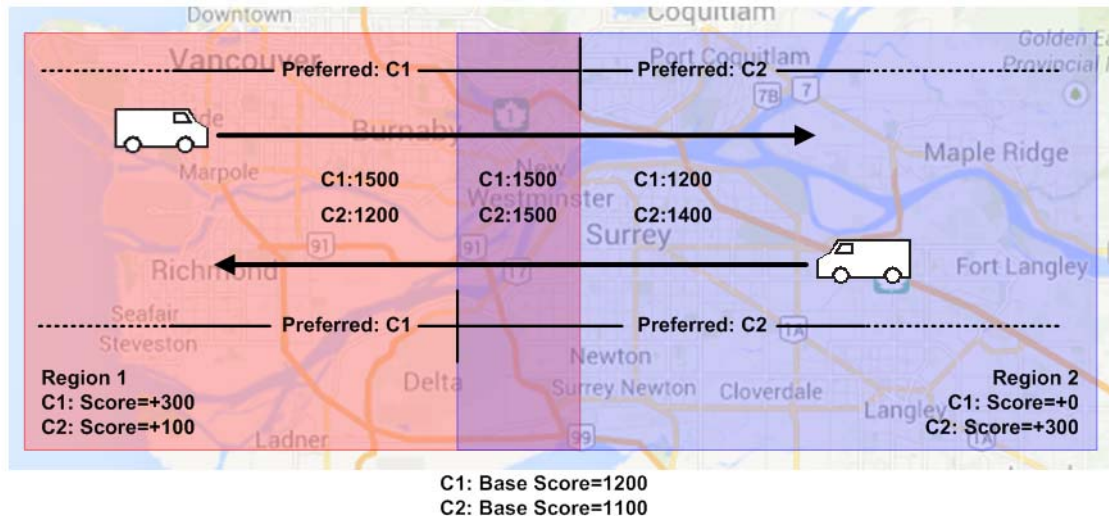 Downtown
Coquitlam
Vancouver
Port Coquitlam
Golden Ea
Provincial P
Preferred: C1
Preferred: C2
7B
7
1
Burnaby
Marpole
New
Westminster
Maple Ridge
C1:1500
C1:1500
C1:1200
C2:1200
C2:1500
C2:1400
91
91
Surrey
17
Richmond
Fort Langley
Seafair
Steveston
Preferred: C1
Preferred: C2
1A
Newton
Delta
Surrey Newton
Cloverdale
Langley
Region 1
C1: Score=+300
C2: Score=+100
Region 2
C1: Score=+0
C2: Score=+300
Ladner
99
1A
C1: Base Score=1200
C2: Base Score=1100